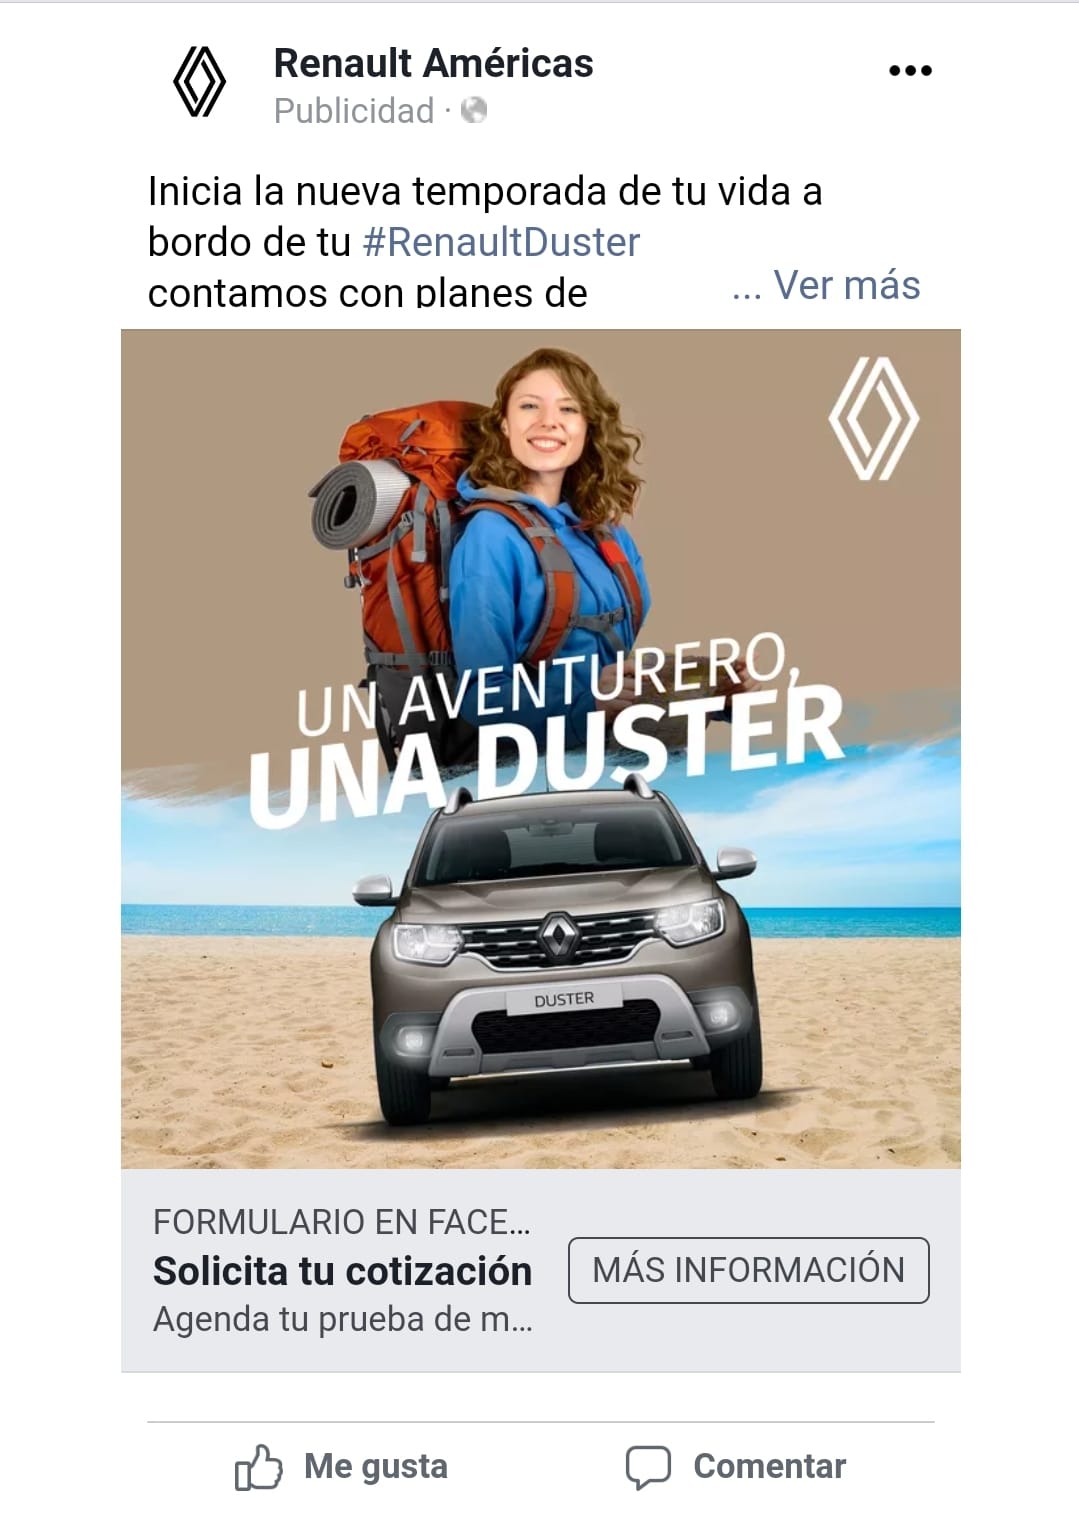 Renault Américas
Publicidad ·
Inicia la nueva temporada de tu vida a
bordo de tu #RenaultDuster
contamos con planes de
... Ver más
UN AVENTURERO,
UNA DUSTER
DUSTER
FORMULARIO EN FACE...
Solicita tu cotización
Agenda tu prueba de m...
MÁS INFORMACIÓN
Me gusta
Comentar